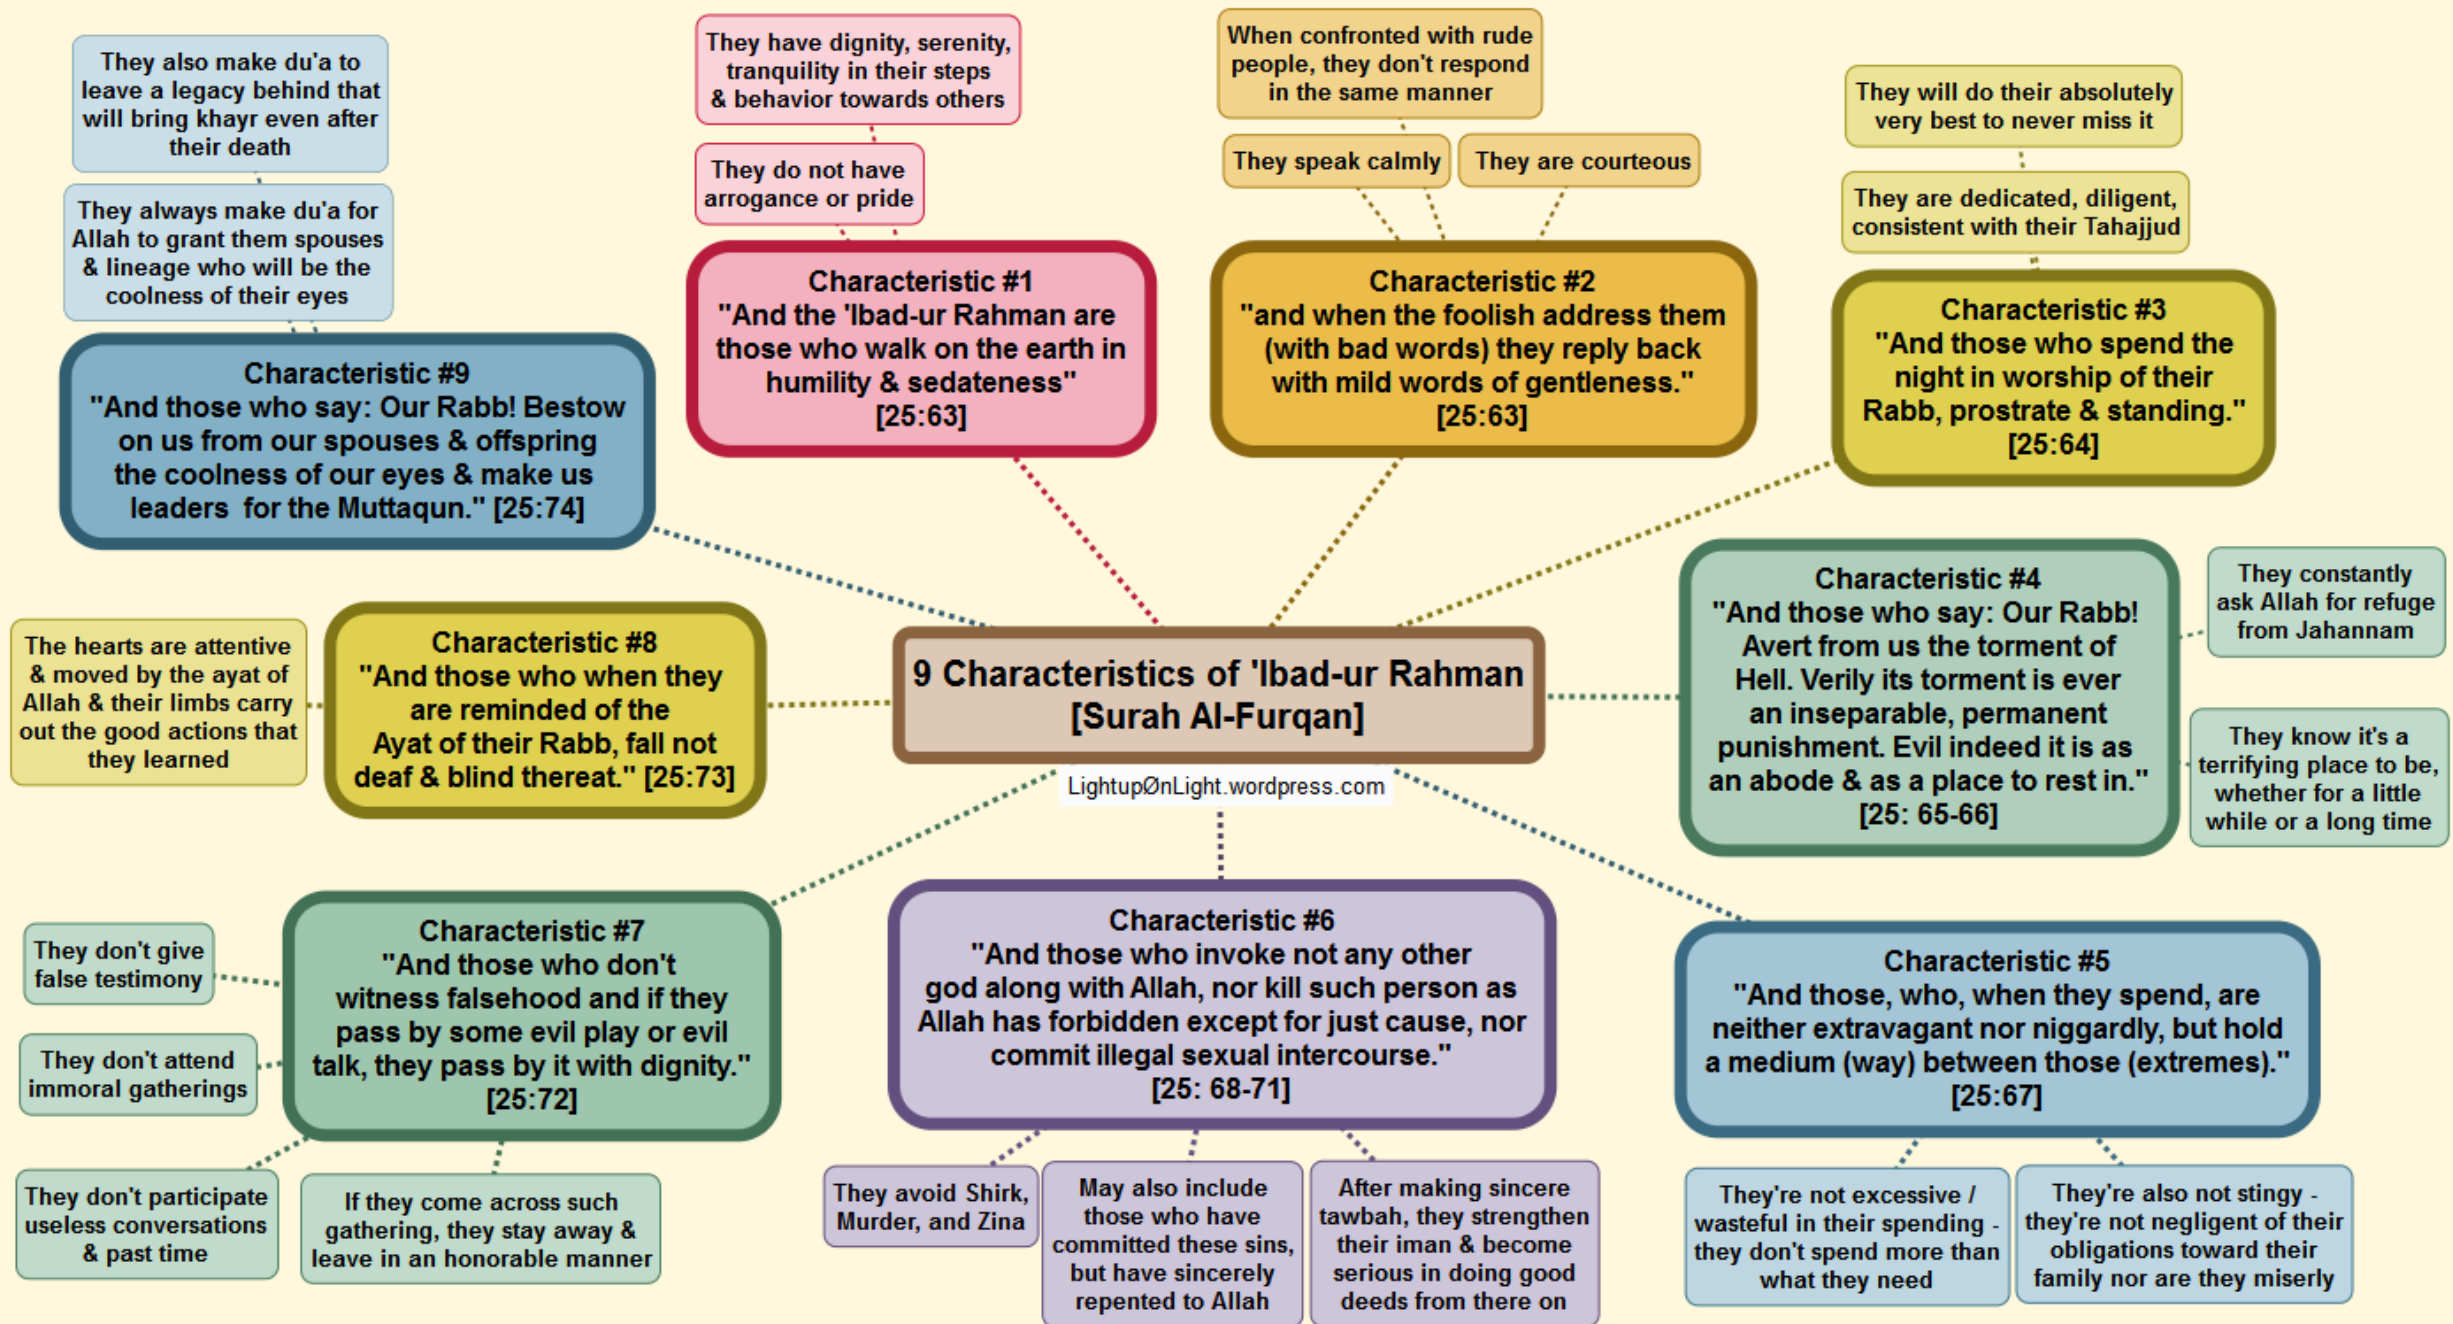 9 Characteristics of 'Ibad-ur Rahman
[Surah Al-Furqan]
LightupØnLight.wordpress.com
They have dignity, serenity,
tranquility in their steps
& behavior towards others
They do not have
arrogance or pride
Characteristic #1
"And the 'Ibad-ur Rahman are
those who walk on the earth in
humility & sedateness"
[25:63]
When confronted with rude
people, they don't respond
in the same manner
They speak calmly
They are courteous
Characteristic #2
"and when the foolish address them
(with bad words) they reply back
with mild words of gentleness."
[25:63]
They will do their absolutely
very best to never miss it
They are dedicated, diligent,
consistent with their Tahajjud
Characteristic #3
"And those who spend the
night in worship of their
Rabb, prostrate & standing."
[25:64]
Characteristic #4
"And those who say: Our Rabb!
Avert from us the torment of
Hell. Verily its torment is ever
an inseparable, permanent
punishment. Evil indeed it is as
an abode & as a place to rest in."
[25: 65-66]
They constantly
ask Allah for refuge
from Jahannam
They know it's a
terrifying place to be,
whether for a little
while or a long time
Characteristic #5
"And those, who, when they spend, are
neither extravagant nor niggardly, but hold
a medium (way) between those (extremes)."
[25:67]
They're not excessive /
wasteful in their spending -
they don't spend more than
what they need
They're also not stingy -
they're not negligent of their
obligations toward their
family nor are they miserly
Characteristic #6
"And those who invoke not any other
god along with Allah, nor kill such person as
Allah has forbidden except for just cause, nor
commit illegal sexual intercourse."
[25: 68-71]
They avoid Shirk,
Murder, and Zina
May also include
those who have
committed these sins,
but have sincerely
repented to Allah
After making sincere
tawbah, they strengthen
their iman & become
serious in doing good
deeds from there on
Characteristic #7
"And those who don't
witness falsehood and if they
pass by some evil play or evil
talk, they pass by it with dignity."
[25:72]
They don't give
false testimony
They don't attend
immoral gatherings
They don't participate
useless conversations
& past time
If they come across such
gathering, they stay away &
leave in an honorable manner
Characteristic #8
"And those who when they
are reminded of the
Ayat of their Rabb, fall not
deaf & blind thereat." [25:73]
The hearts are attentive
& moved by the ayat of
Allah & their limbs carry
out the good actions that
they learned
They also make du'a to
leave a legacy behind that
will bring khayr even after
their death
They always make du'a for
Allah to grant them spouses
& lineage who will be the
coolness of their eyes
Characteristic #9
"And those who say: Our Rabb! Bestow
on us from our spouses & offspring
the coolness of our eyes & make us
leaders  for the Muttaqun." [25:74]